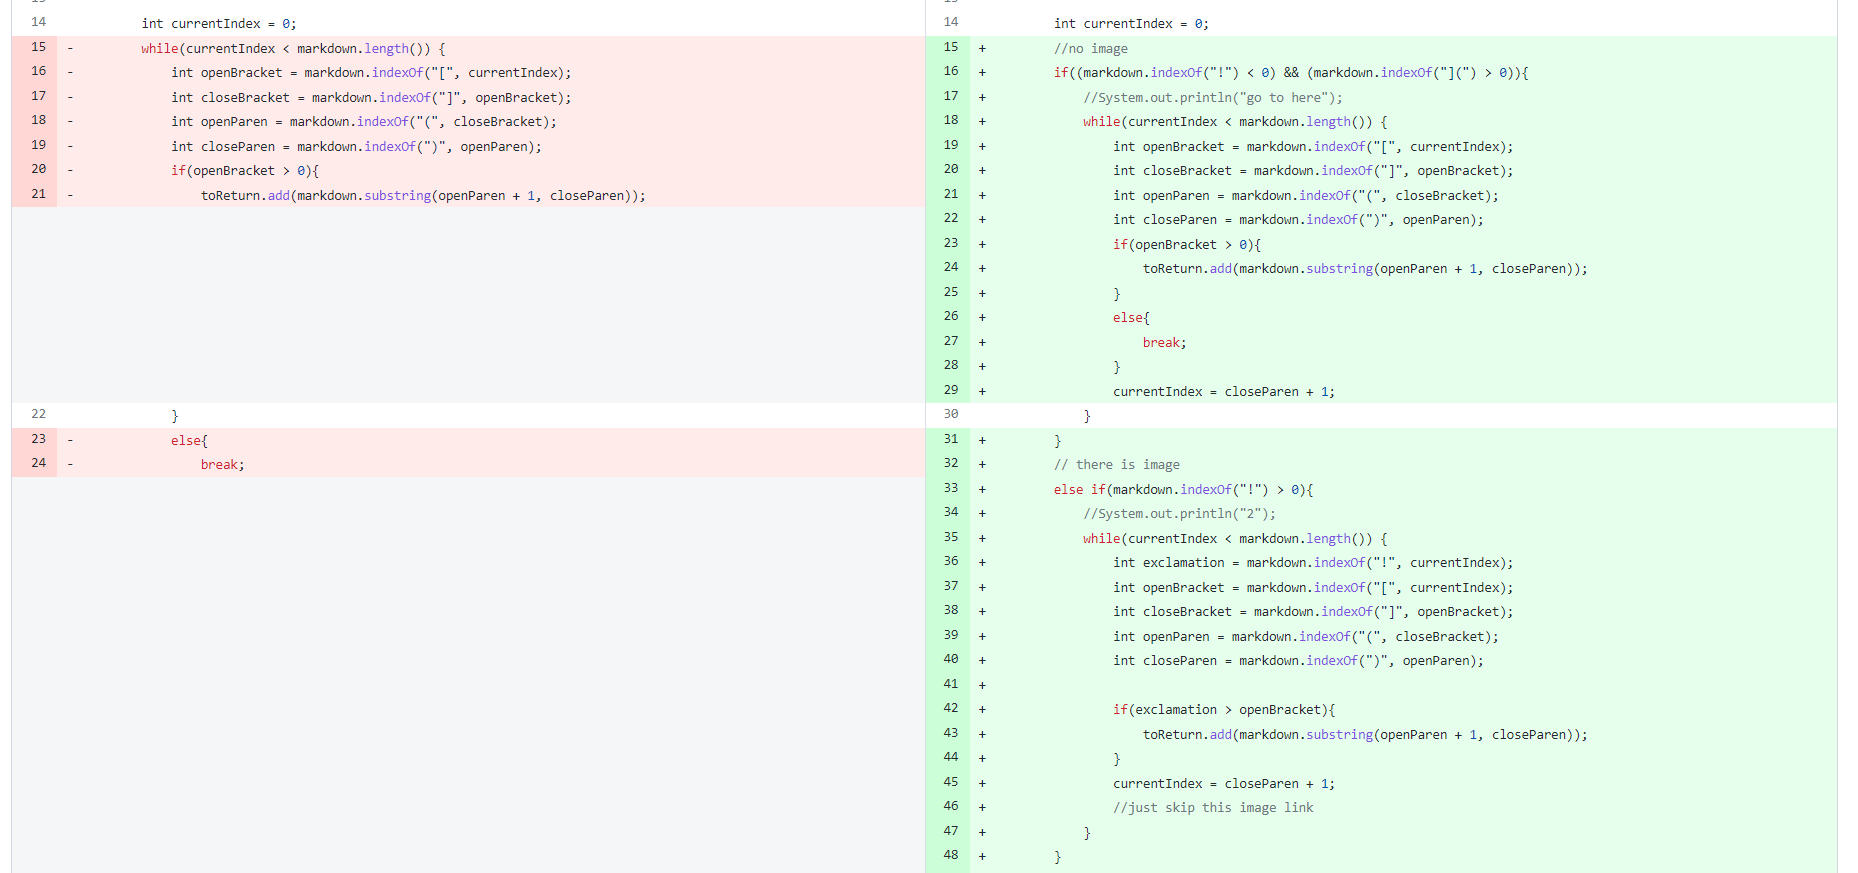 14 int currentIndex = 0;
15 - while(currentIndex < markdown.length()) {
16 - int openBracket = markdown.indexOf("[", currentIndex);
17 - int closeBracket = markdown.indexOf("]", openBracket);
18 - int openParen = markdown.indexOf("(", closeBracket);
19 - int closeParen = markdown.indexOf(")", openParen);
20 - if(openBracket > 0){
21 - toReturn.add(markdown.substring(openParen + 1, closeParen));
22 }
23 - else{
24 - break;
14 int currentIndex = 0;
15 + //no image
16 + if((markdown.indexOf("!") < 0) && (markdown.indexOf("](") > 0)){
17 + //System.out.println("go to here");
18 + while(currentIndex < markdown.length()) {
19 + int openBracket = markdown.indexOf("[", currentIndex);
20 + int closeBracket = markdown.indexOf("]", openBracket);
21 + int openParen = markdown.indexOf("(", closeBracket);
22 + int closeParen = markdown.indexOf(")", openParen);
23 + if(openBracket > 0){
24 + toReturn.add(markdown.substring(openParen + 1, closeParen));
25 + }
26 + else{
27 + break;
28 + }
29 + currentIndex = closeParen + 1;
30 }
31 + }
32 + // there is image
33 + else if(markdown.indexOf("!") > 0){
34 + //System.out.println("2");
35 + while(currentIndex < markdown.length()) {
36 + int exclamation = markdown.indexOf("!", currentIndex);
37 + int openBracket = markdown.indexOf("[", currentIndex);
38 + int closeBracket = markdown.indexOf("]", openBracket);
39 + int openParen = markdown.indexOf("(", closeBracket);
40 + int closeParen = markdown.indexOf(")", openParen);
41 +
42 + if(exclamation > openBracket){
43 + toReturn.add(markdown.substring(openParen + 1, closeParen));
44 + }
45 + currentIndex = closeParen + 1;
46 + //just skip this image link
47 + }
48 + }